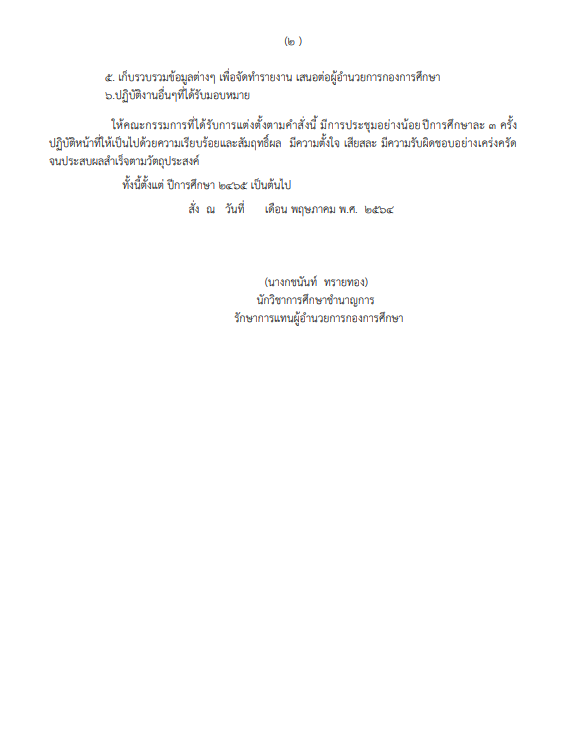 (๒ )
๕. เก็บรวบรวมข้อมูลต่างๆ เพื่อจัดทำรายงาน เสนอต่อผู้อำนวยการกองการศึกษา
๖.ปฏิบัติงานอื่นๆที่ได้รับมอบหมาย
ให้คณะกรรมการที่ได้รับการแต่งตั้งตามคำสั่งนี้ มีการประชุมอย่างน้อยปีการศึกษาละ ๓ ครั้ง
ปฏิบัติหน้าที่ให้เป็นไปด้วยความเรียบร้อยและสัมฤทธิ์ผล มีความตั้งใจ เสียสละ มีความรับผิดชอบอย่างเคร่งครัด
จนประสบผลสำเร็จตามวัตถุประสงค์
ทั้งนี้ตั้งแต่ ปีการศึกษา ๒๔๖๕ เป็นต้นไป
สั่ง ณ วันที่ เดือน พฤษภาคม พ.ศ. ๒๕๖๔
(นางกชนันท์ ทรายทอง)
นักวิชาการศึกษาชำนาญการ
รักษาการแทนผู้อำนวยการกองการศึกษา